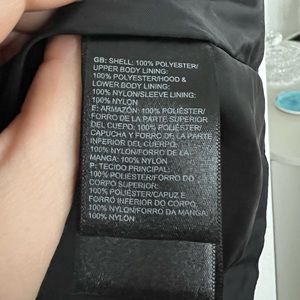 GB: SHELL: 100% POLYESTER/
UPPER BODY LINING:
100% POLYESTER/HOOD &
LOWER BODY LINING:
100% NYLON/SLEEVE LINING:
100% NYLON
E: ARMAZÓN: 100% POLIÉSTER/
FORRO DE LA PARTE SUPERIOR
DEL CUEPO: 100% POLIÉSTER/
CAPUCHA Y FORRO DE LA PARTE
INFERIOR DEL CUERPO:
100% NYLON/FORRO DE LA
MANGA: 100% NYLON
P: TECIDO PRINCIPAL:
100% POLIÉSTER/FORRO DO
CORPO SUPERIOR:
100% POLIÉSTER/CAPUZ E
FORRO INFERIOR DO CORPO:
100% NYLON/FORRO DA MANGA:
100% NYLON